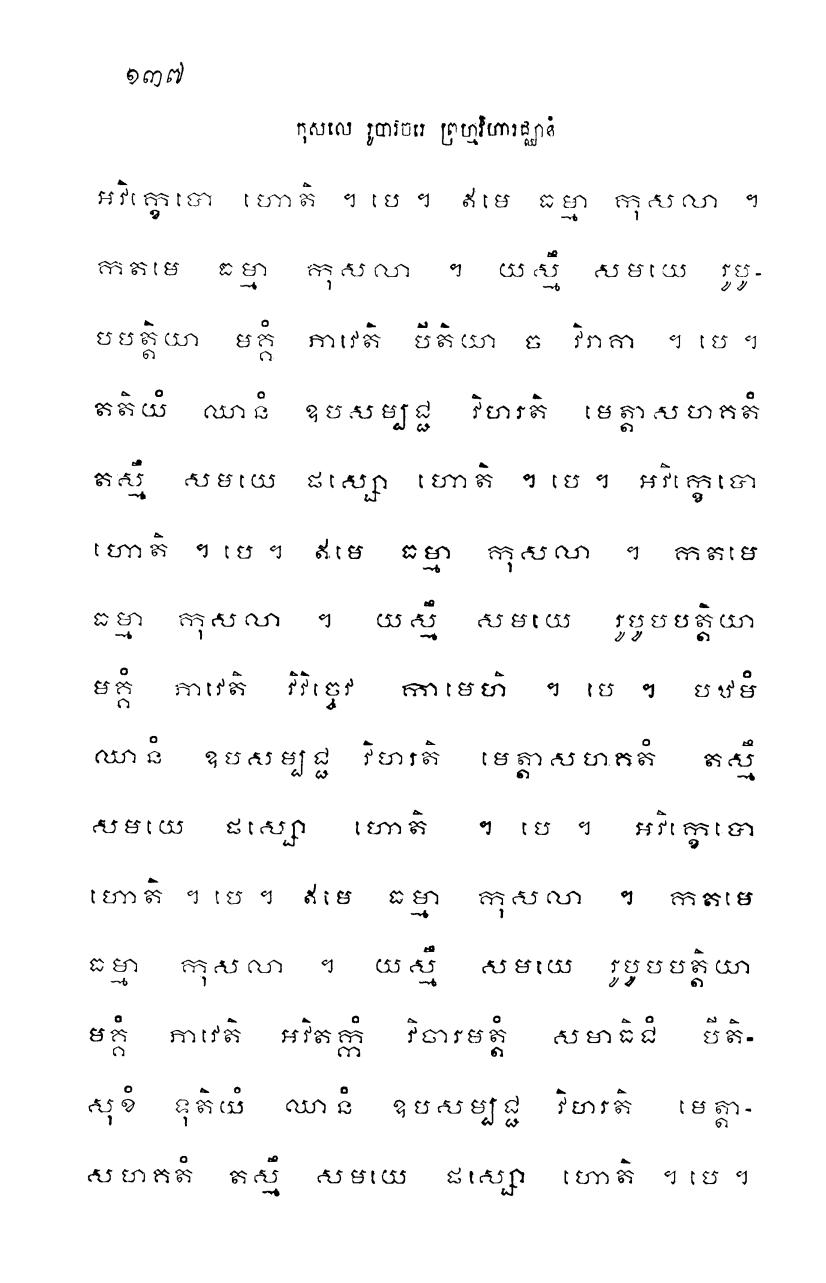 ១៣៧
កុសលេ រូបាវចរេ ព្រហ្មវិហារជ្ឈានំ
អវិក្ខេបោ ហោតិ ។ បេ ។ ឥមេ ធម្មា កុសលា ។
កតមេ ធម្មា កុសលា ។ យស្មឹ សមយេ រូបូ-
បបត្តិយា មគ្គំ ភាវេតិ បីតិយា ច វិរាគា ។ បេ ។
តតិយំ ឈានំ ឧបសម្បជ្ជ វិហរតិ មេត្តាសហគតំ
តស្មឹ សមយេ ផស្សោ ហោតិ ។ បេ ។ អវិក្ខេបោ
ហោតិ ។ បេ ។ ឥមេ ធម្មា កុសលា ។ កតមេ
ធម្មា កុសលា ។ យស្មឹ សមយេ រូបូបបត្តិយា
មគ្គំ ភាវេតិ វិវិច្ចេវ កាមេហិ ។ បេ ។ បឋមំ
ឈានំ ឧបសម្បជ្ជ វិហរតិ មេត្តាសហគតំ តស្មឹ
សមយេ ផស្សោ ហោតិ ។ បេ ។ អវិក្ខេបោ
ហោតិ ។ បេ ។ ឥមេ ធម្មា កុសលា ។ កតមេ
ធម្មា កុសលា ។ យស្មឹ សមយេ រូបូបបត្តិយា
មគ្គំ ភាវេតិ អវិតក្កំ វិចារមត្តំ សមាធិជំ បីតិ-
សុខំ ទុតិយំ ឈានំ ឧបសម្បជ្ជ វិហរតិ មេត្តា-
សហគតំ តស្មឹ សមយេ ផស្សោ ហោតិ ។ បេ ។